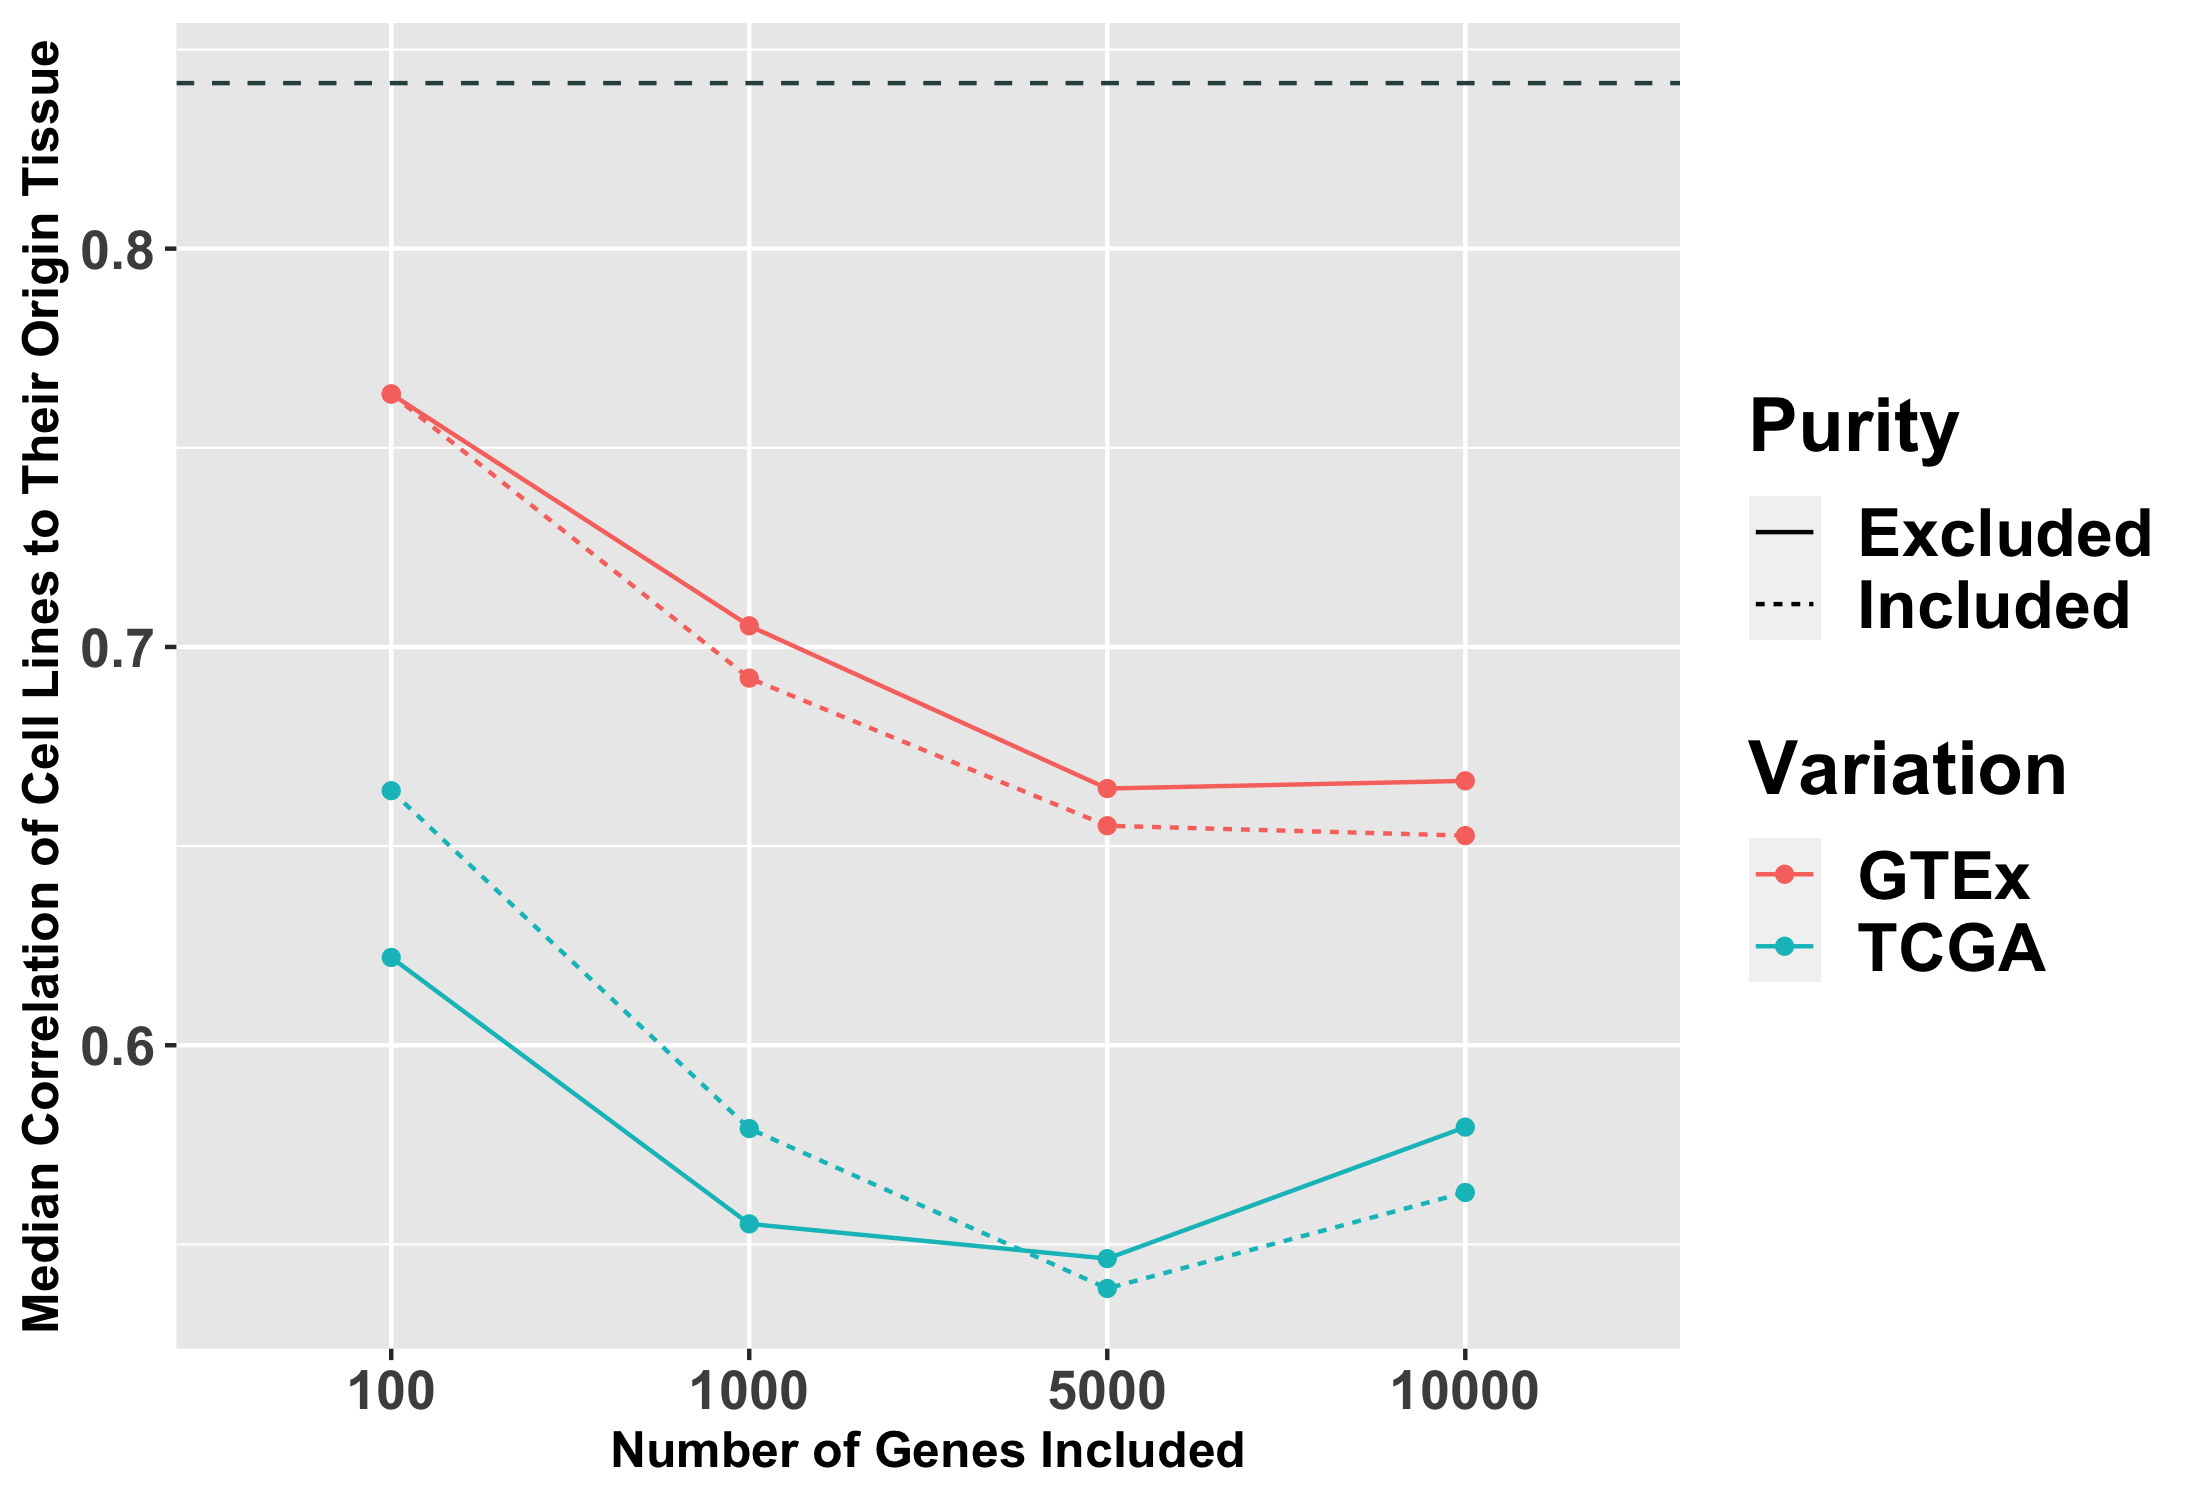 Median Correlation of Cell Lines to Their Origin Tissue
0.8
0.7
0.6
100
1000
5000
10000
Number of Genes Included
Purity
Excluded
Included
Variation
GTEx
TCGA